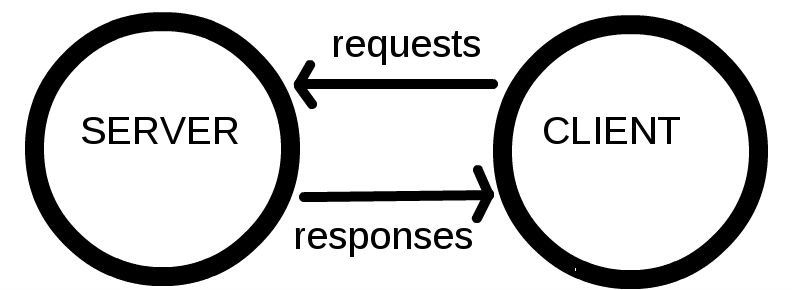 requests
SERVER
CLIENT
responses